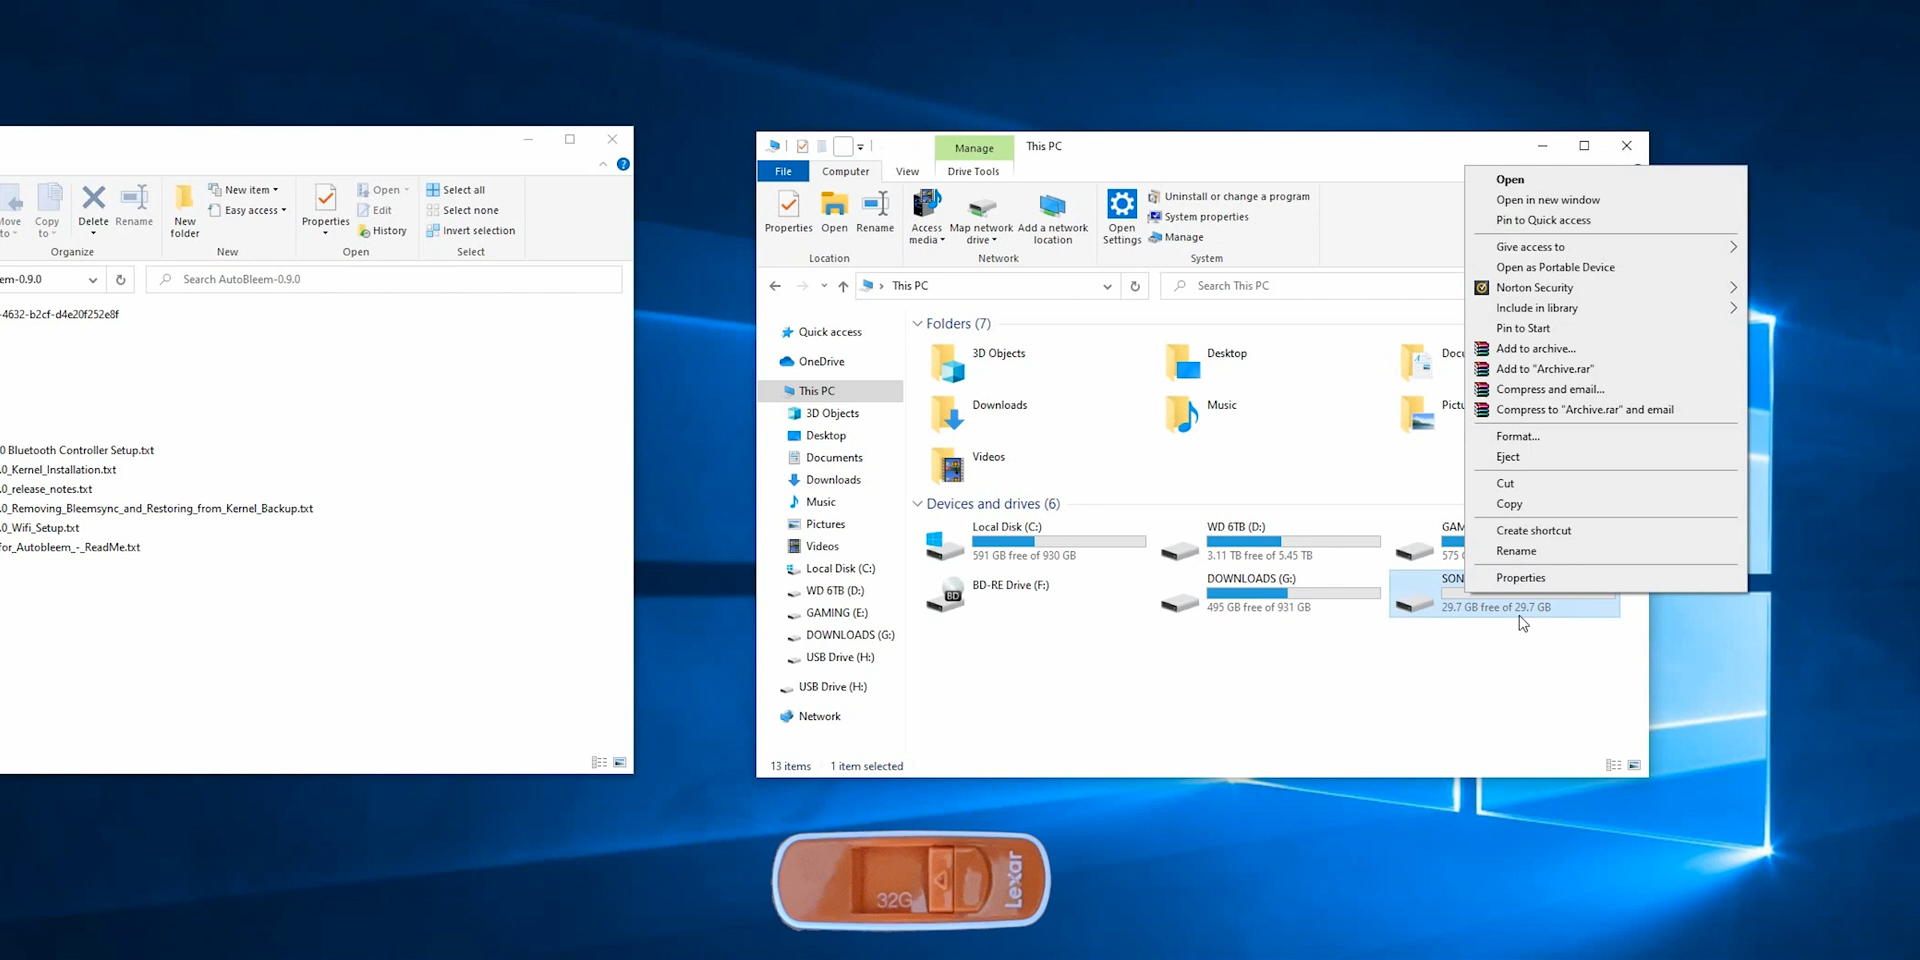 Move to
Copy to
Delete
Rename
New folder
New item
Easy access
Properties
Open
Edit
History
Select all
Select none
Invert selection
Organize
New
Open
Select
em-0.9.0
Search AutoBleem-0.9.0
-4632-b2cf-d4e20f252e8f
0 Bluetooth Controller Setup.txt
.0_Kernel_Installation.txt
.0_release_notes.txt
.0_Removing_Bleemsync_and_Restoring_from_Kernel_Backup.txt
.0_Wifi_Setup.txt
for_Autobleem_-_ReadMe.txt
Manage
This PC
File
Computer
View
Drive Tools
Properties
Open
Rename
Access media
Map network drive
Add a network location
Open Settings
Uninstall or change a program
System properties
Manage
Location
Network
System
This PC
Search This PC
Quick access
OneDrive
This PC
3D Objects
Desktop
Documents
Downloads
Music
Pictures
Videos
Local Disk (C:)
WD 6TB (D:)
GAMING (E:)
DOWNLOADS (G:)
USB Drive (H:)
USB Drive (H:)
Network
Folders (7)
3D Objects
Desktop
Docu
Downloads
Music
Pictu
Videos
Devices and drives (6)
Local Disk (C:)
591 GB free of 930 GB
WD 6TB (D:)
3.11 TB free of 5.45 TB
GAM
575 G
BD-RE Drive (F:)
BD
DOWNLOADS (G:)
495 GB free of 931 GB
SON
29.7 GB free of 29.7 GB
13 items
1 item selected
Open
Open in new window
Pin to Quick access
Give access to
Open as Portable Device
Norton Security
Include in library
Pin to Start
Add to archive...
Add to "Archive.rar"
Compress and email...
Compress to "Archive.rar" and email
Format...
Eject
Cut
Copy
Create shortcut
Rename
Properties
32G
Lexar